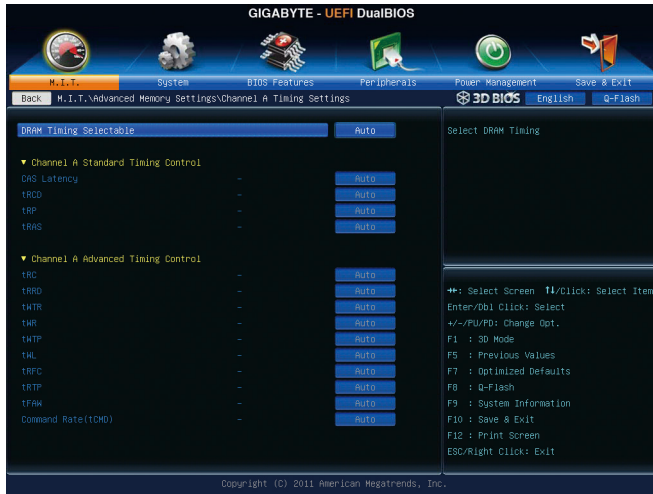 GIGABYTE - UEFI DualBIOS
M.I.T. System BIOS Features Peripherals Power Management Save & Exit
Back M.I.T.\Advanced Memory Settings\Channel A Timing Settings 3D BIOS English Q-Flash
DRAM Timing Selectable Auto
Select DRAM Timing
▼ Channel A Standard Timing Control
CAS Latency - Auto
tRCD - Auto
tRP - Auto
tRAS - Auto
▼ Channel A Advanced Timing Control
tRC - Auto
tRRD - Auto
tWTR - Auto
tWR - Auto
tWTP - Auto
tWL - Auto
tRFC - Auto
tRTP - Auto
tFAW - Auto
Command Rate(tCMD) - Auto
→←: Select Screen ↑↓/Click: Select Item
Enter/Dbl Click: Select
+/-/PU/PD: Change Opt.
F1 : 3D Mode
F5 : Previous Values
F7 : Optimized Defaults
F8 : Q-Flash
F9 : System Information
F10 : Save & Exit
F12 : Print Screen
ESC/Right Click: Exit
Copyright (C) 2011 American Megatrends, Inc.